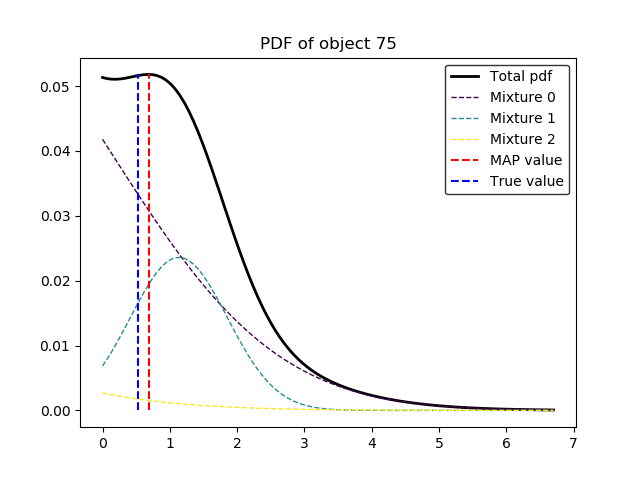 PDF of object 75
Total pdf
Mixture 0
Mixture 1
Mixture 2
MAP value
True value
0.05
0.04
0.03
0.02
0.01
0.00
0 1 2 3 4 5 6 7